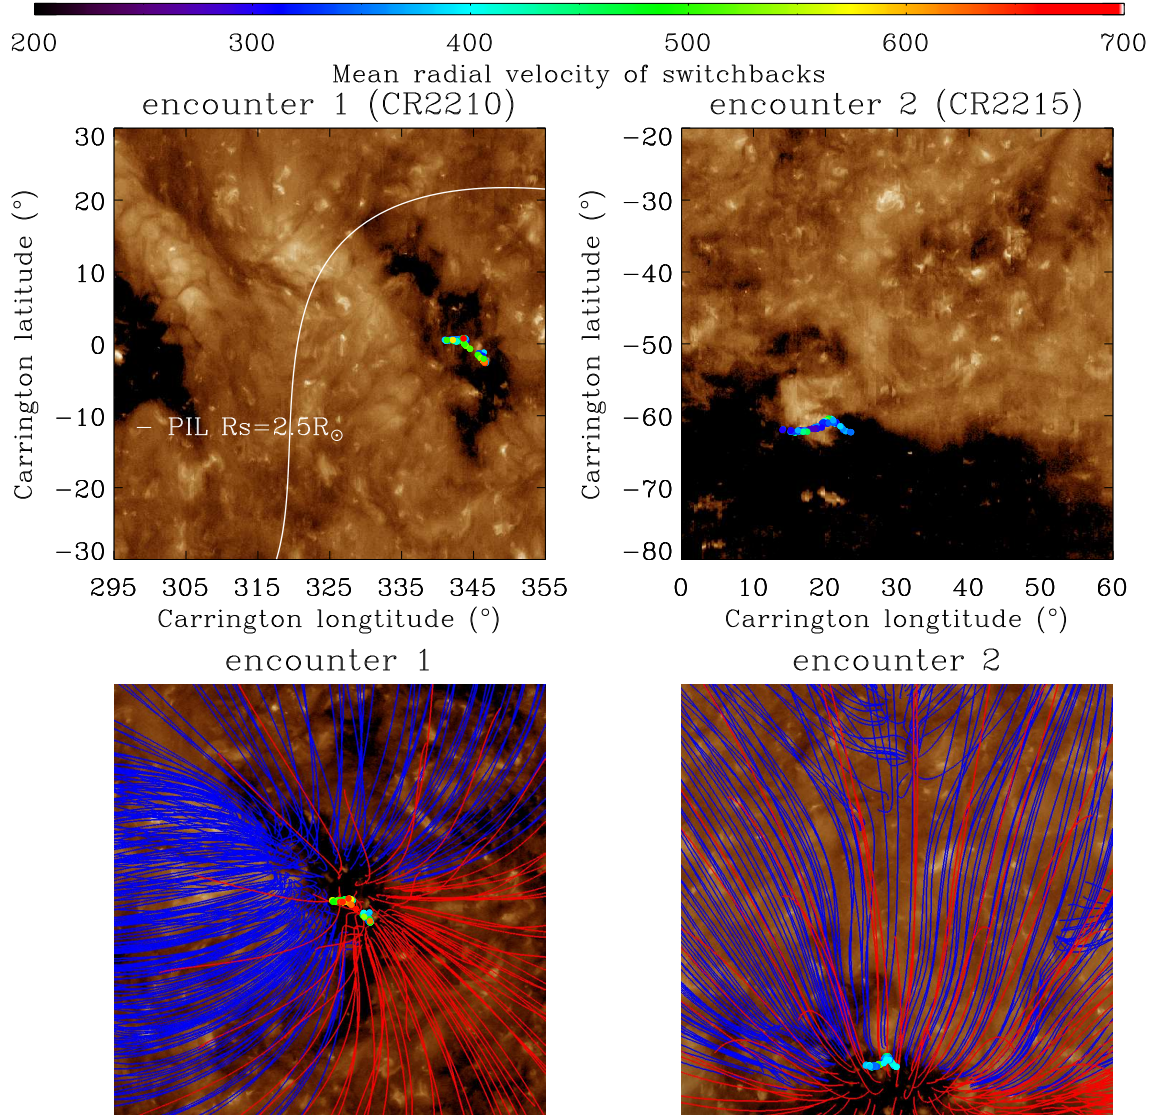 200 300 400 500 600 700
Mean radial velocity of switchbacks
encounter 1 (CR2210) encounter 2 (CR2215)
30
20
10
0
−10
−20
−30
Carrington latitude (°)
− PIL Rs=2.5R☉
295 305 315 325 335 345 355
Carrington longtitude (°)
−20
−30
−40
−50
−60
−70
−80
Carrington latitude (°)
0 10 20 30 40 50 60
Carrington longtitude (°)
encounter 1 encounter 2